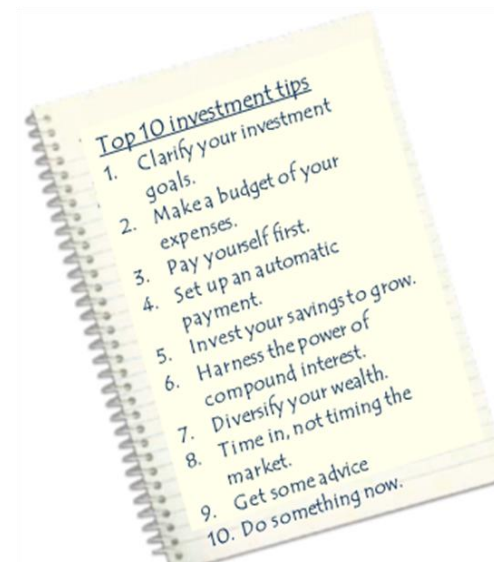 Top 10 investment tips
1. Clarify your investment
goals.
2. Make a budget of your
expenses.
3. Pay yourself first.
4. Set up an automatic
payment.
5. Invest your savings to grow.
6. Harness the power of
compound interest.
7. Diversify your wealth.
8. Time in, not timing the
market.
9. Get some advice
10. Do something now.